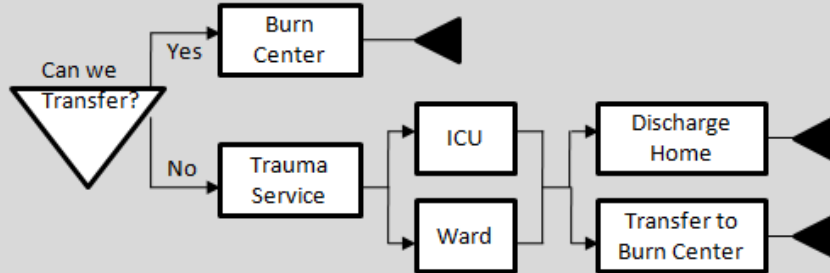 Can we
Transfer?
Yes
Burn
Center
No
Trauma
Service
ICU
Ward
Discharge
Home
Transfer to
Burn Center